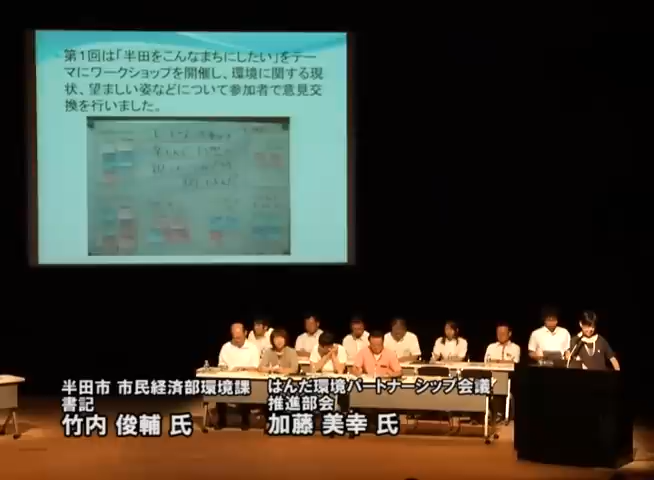 第1回は「半田をこんなまちにしたい」をテー
マにワークショップを開催し、環境に関する現
状、望ましい姿などについて参加者で意見交
換を行いました。
半田市 市民経済部環境課
書記
竹内 俊輔 氏
はんだ環境パートナーシップ会議
推進部会
加藤 美幸 氏